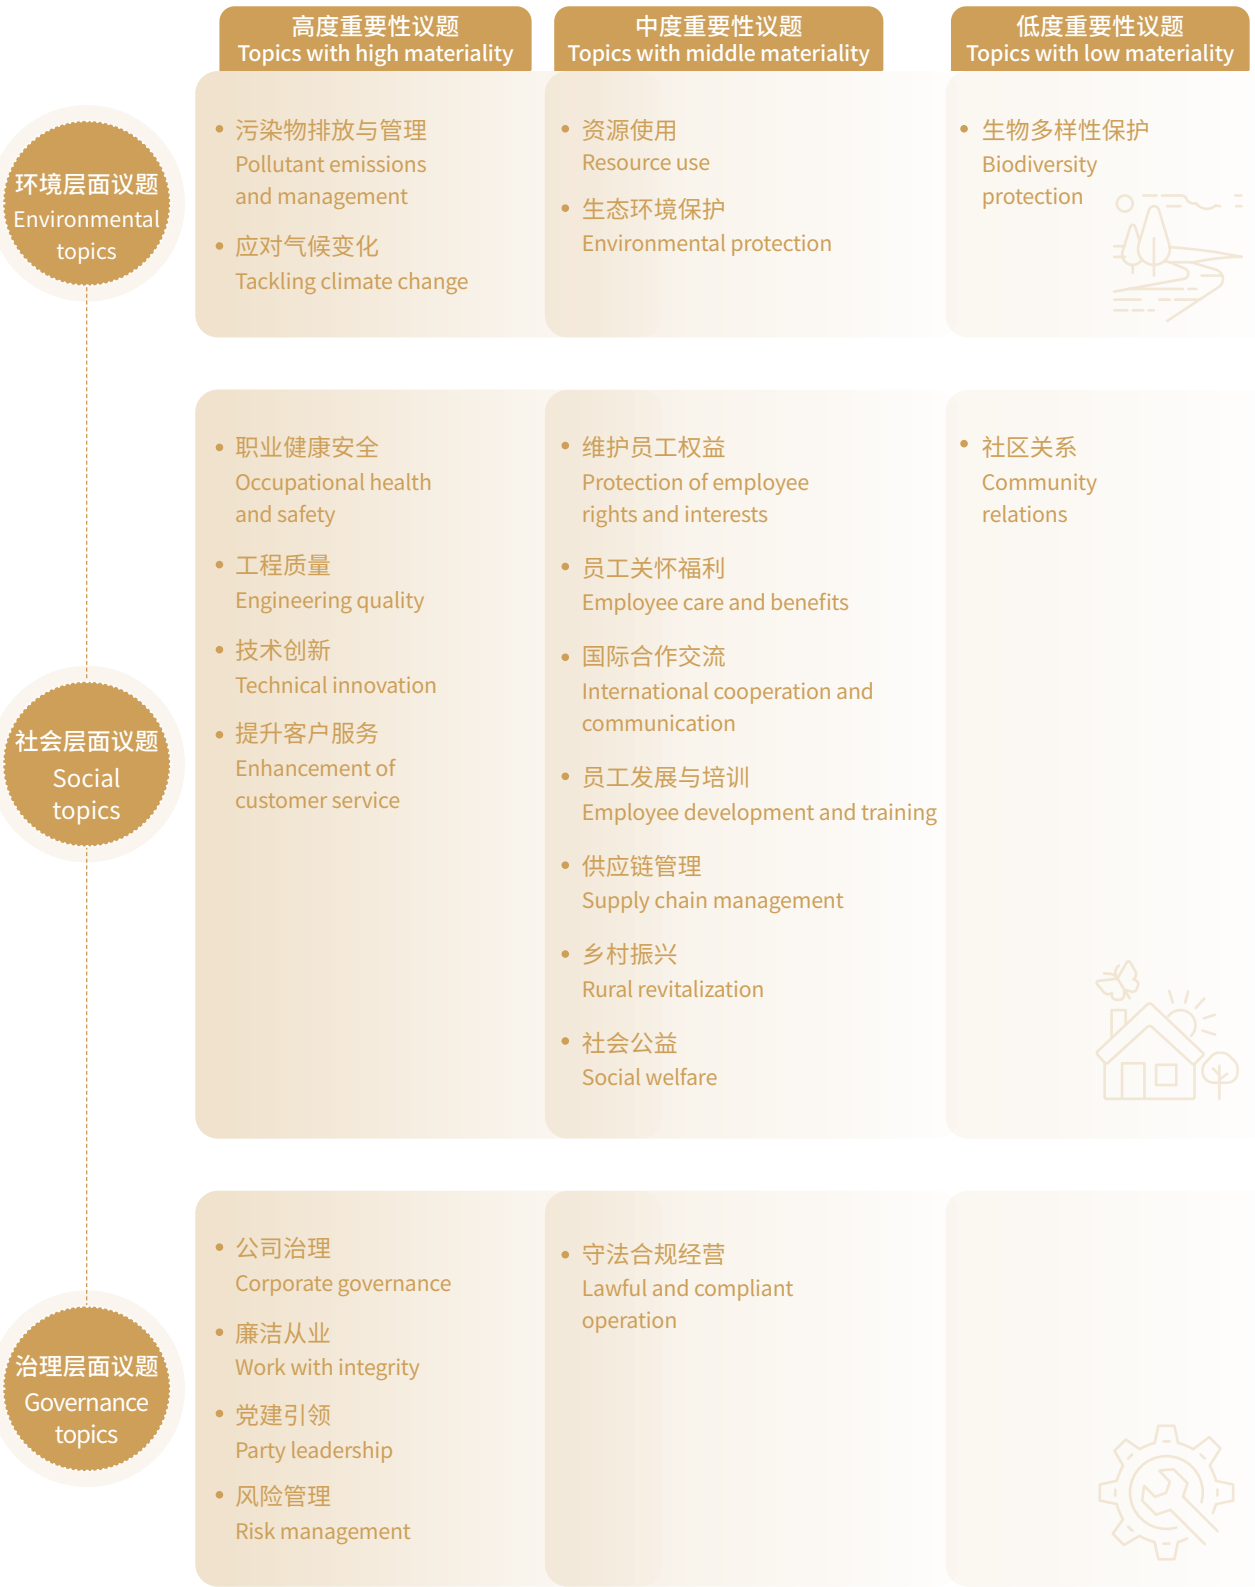 高度重要性议题
Topics with high materiality
中度重要性议题
Topics with middle materiality
低度重要性议题
Topics with low materiality
环境层面议题
Environmental
topics
污染物排放与管理
Pollutant emissions
and management
应对气候变化
Tackling climate change
资源使用
Resource use
生态环境保护
Environmental protection
生物多样性保护
Biodiversity
protection
社会层面议题
Social
topics
职业健康安全
Occupational health
and safety
工程质量
Engineering quality
技术创新
Technical innovation
提升客户服务
Enhancement of
customer service
维护员工权益
Protection of employee
rights and interests
员工关怀福利
Employee care and benefits
国际合作交流
International cooperation and
communication
员工发展与培训
Employee development and training
供应链管理
Supply chain management
乡村振兴
Rural revitalization
社会公益
Social welfare
社区关系
Community
relations
治理层面议题
Governance
topics
公司治理
Corporate governance
廉洁从业
Work with integrity
党建引领
Party leadership
风险管理
Risk management
守法合规经营
Lawful and compliant
operation